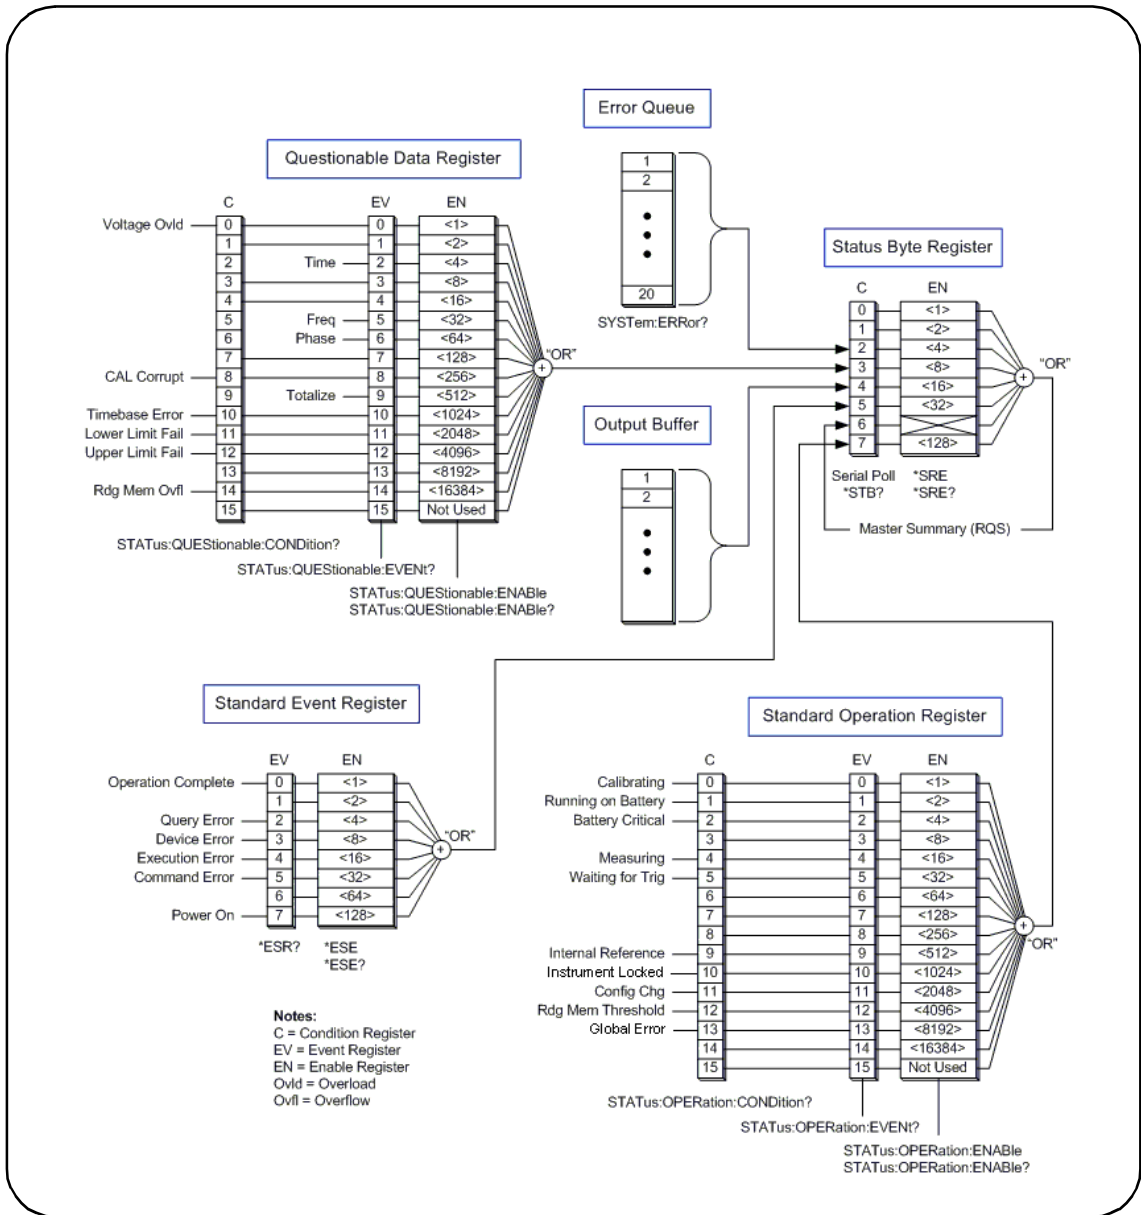 Error Queue
1
2
20
SYSTem:ERRor?
Questionable Data Register
C EV EN
Voltage Ovld 0 0 <1>
1 1 <2>
2 Time 2 <4>
3 3 <8>
4 4 <16>
5 Freq 5 <32>
6 Phase 6 <64>
7 7 <128>
CAL Corrupt 8 8 <256>
9 Totalize 9 <512>
Timebase Error 10 10 <1024>
Lower Limit Fail 11 11 <2048>
Upper Limit Fail 12 12 <4096>
13 13 <8192>
Rdg Mem Ovfl 14 14 <16384>
15 15 Not Used
"OR"
STATus:QUEStionable:CONDition?
STATus:QUEStionable:EVENt?
STATus:QUEStionable:ENABle
STATus:QUEStionable:ENABle?
Status Byte Register
C EN
0 <1>
1 <2>
2 <4>
3 <8>
4 <16>
5 <32>
6
7 <128>
"OR"
Serial Poll *SRE
*STB? *SRE?
Master Summary (RQS)
Output Buffer
1
2
Standard Event Register
EV EN
Operation Complete 0 <1>
1 <2>
Query Error 2 <4>
Device Error 3 <8>
Execution Error 4 <16>
Command Error 5 <32>
6 <64>
Power On 7 <128>
"OR"
*ESR? *ESE
*ESE?
Standard Operation Register
C EV EN
Calibrating 0 0 <1>
Running on Battery 1 1 <2>
Battery Critical 2 2 <4>
3 3 <8>
Measuring 4 4 <16>
Waiting for Trig 5 5 <32>
6 6 <64>
7 7 <128>
8 8 <256>
Internal Reference 9 9 <512>
Instrument Locked 10 10 <1024>
Config Chg 11 11 <2048>
Rdg Mem Threshold 12 12 <4096>
Global Error 13 13 <8192>
14 14 <16384>
15 15 Not Used
"OR"
STATus:OPERation:CONDition?
STATus:OPERation:EVENt?
STATus:OPERation:ENABle
STATus:OPERation:ENABle?
Notes:
C = Condition Register
EV = Event Register
EN = Enable Register
Ovld = Overload
Ovfl = Overflow